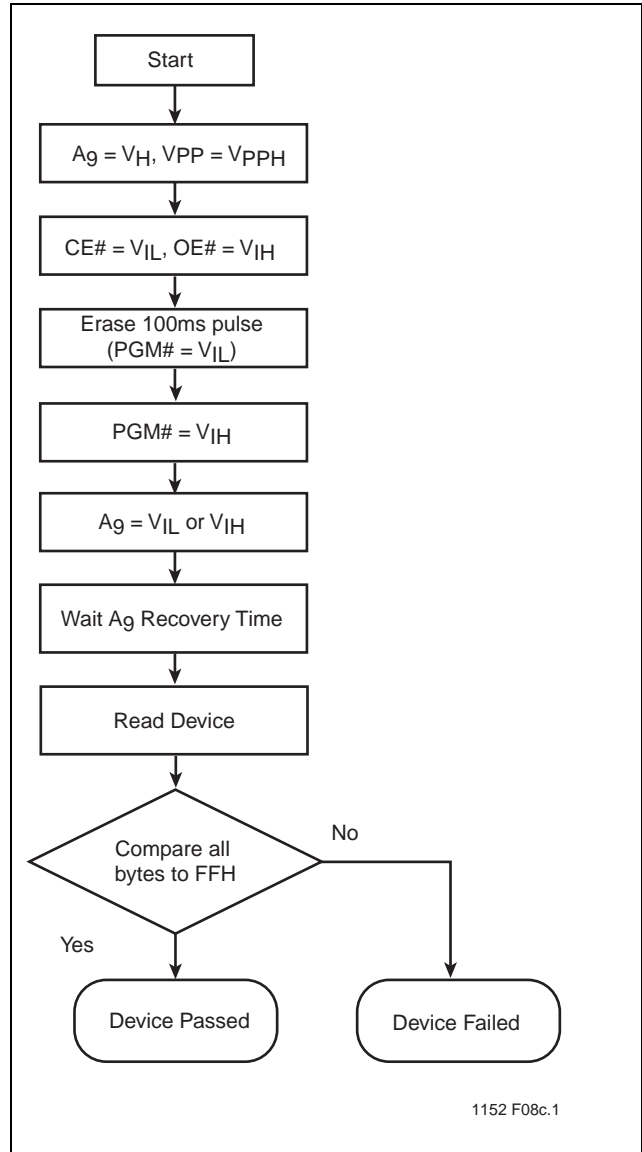 Start
A9 = VH, VPP = VPPH
CE# = VIL, OE# = VIH
Erase 100ms pulse
(PGM# = VIL)
PGM# = VIH
A9 = VIL or VIH
Wait A9 Recovery Time
Read Device
Compare all
bytes to FFH
No
Yes
Device Passed
Device Failed
1152 F08c.1